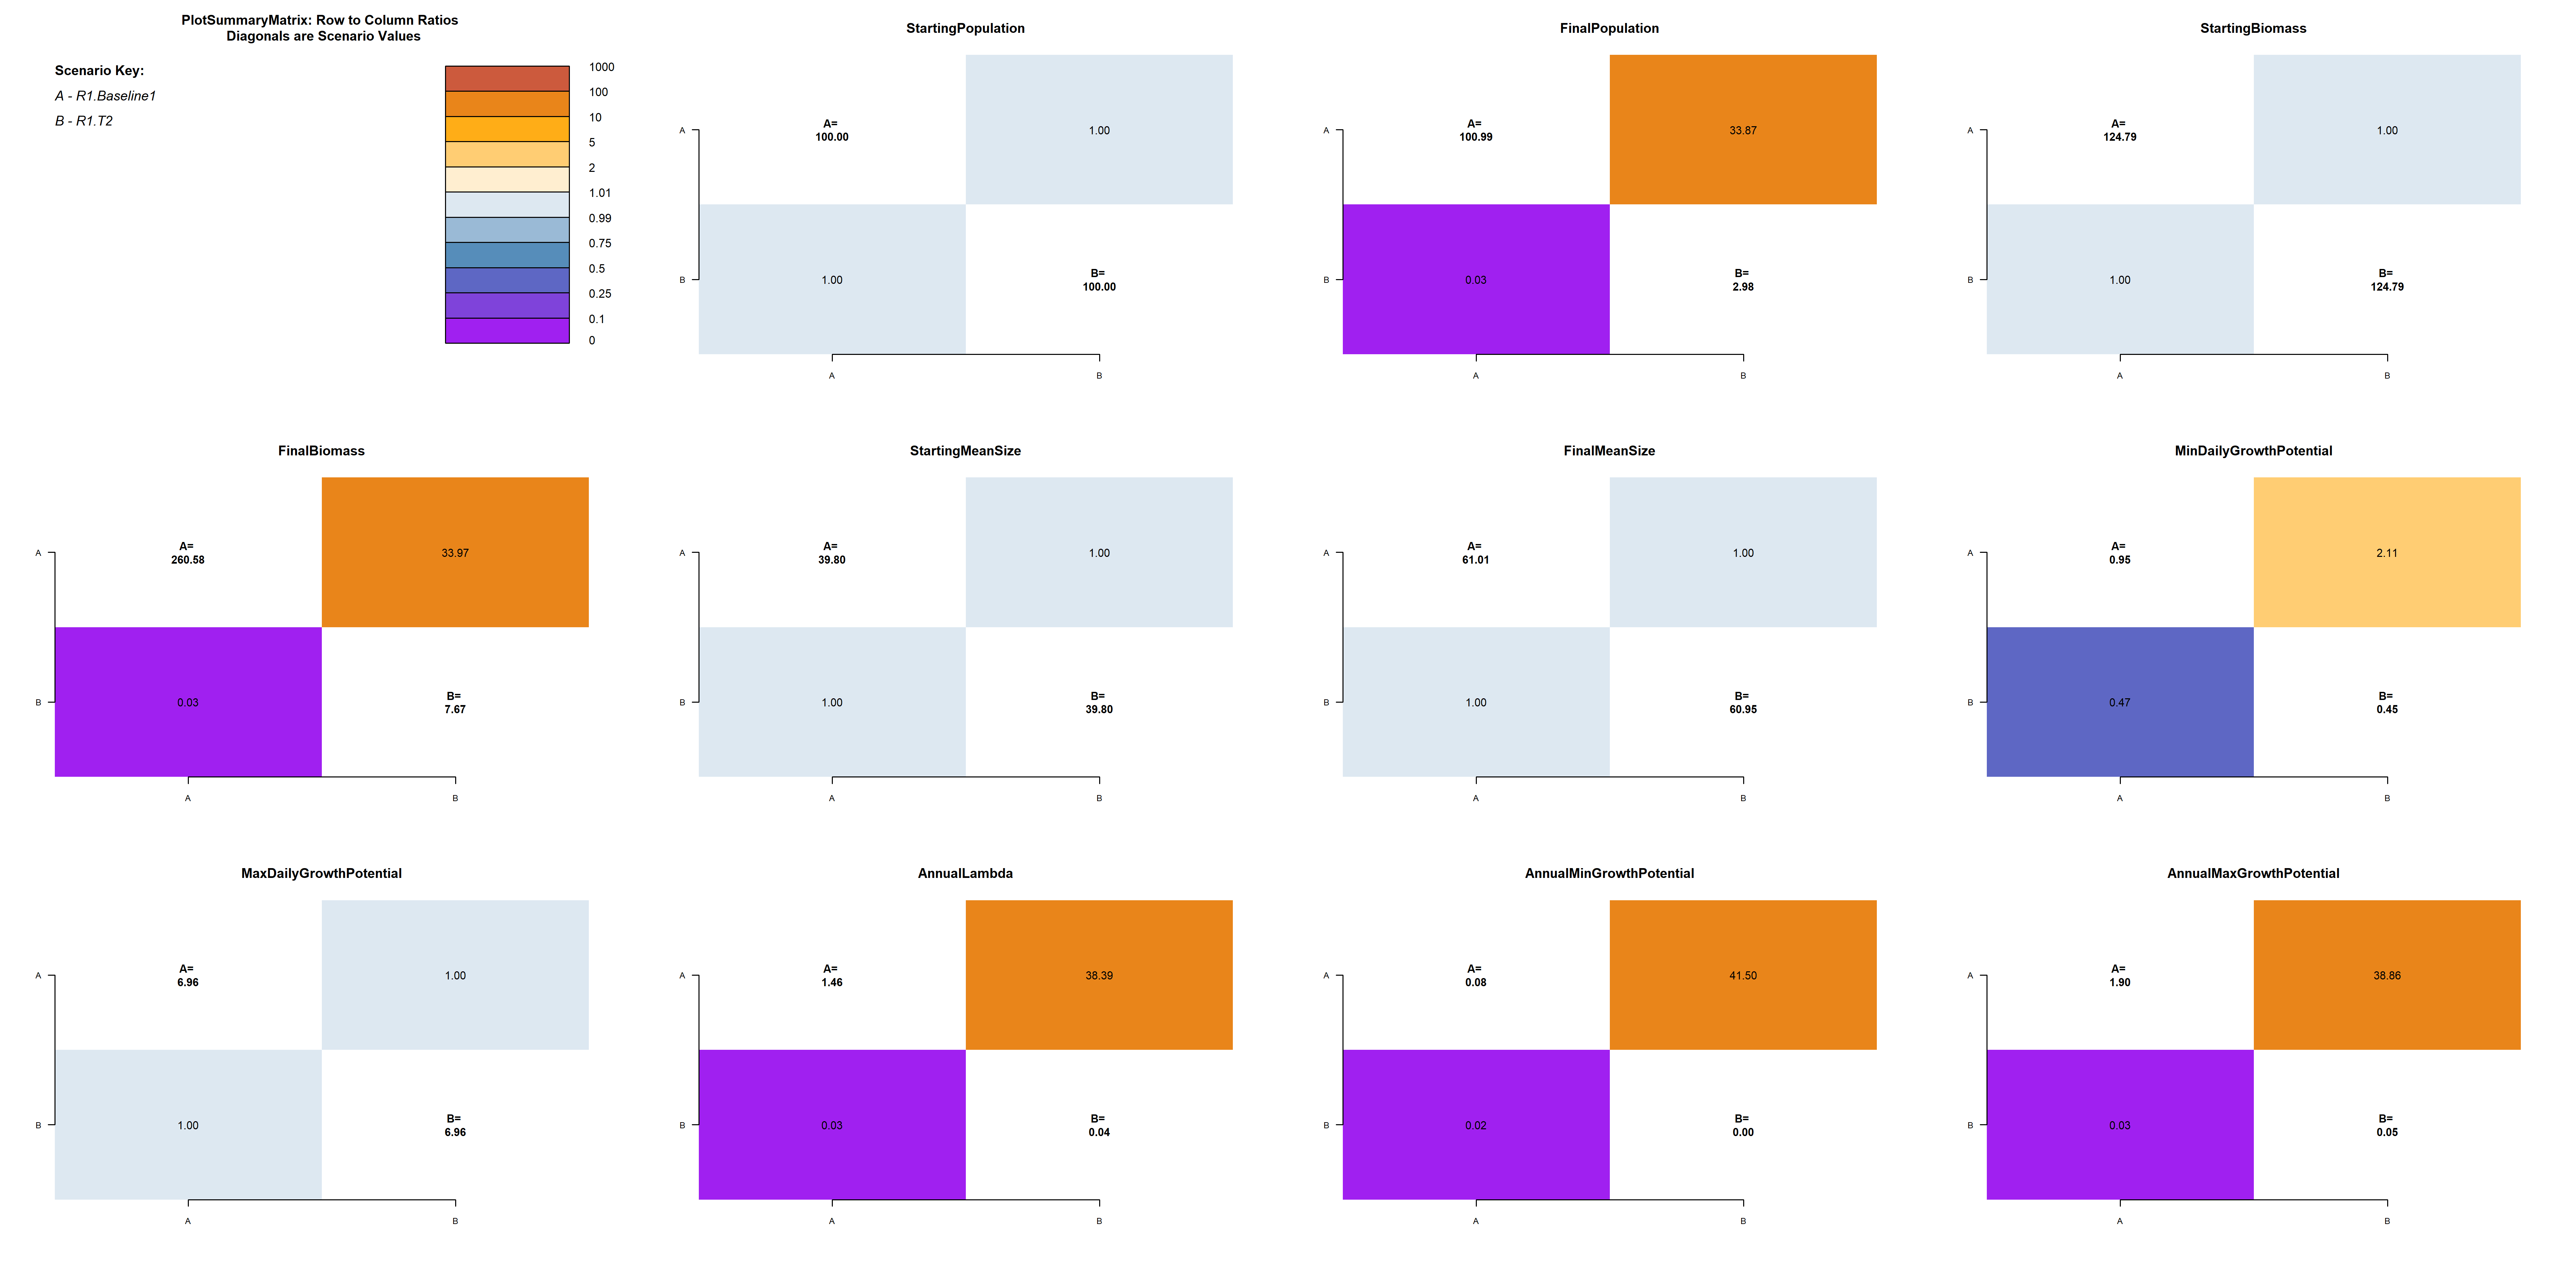 PlotSummaryMatrix: Row to Column Ratios
Diagonals are Scenario Values
Scenario Key:
A - R1.Baseline1
B - R1.T2
1000
100
10
5
2
1.01
0.99
0.75
0.5
0.25
0.1
0
StartingPopulation
A
A=
100.00
1.00
B
1.00
B=
100.00
A
B
FinalPopulation
A
A=
100.99
33.87
B
0.03
B=
2.98
A
B
StartingBiomass
A
A=
124.79
1.00
B
1.00
B=
124.79
A
B
FinalBiomass
A
A=
260.58
33.97
B
0.03
B=
7.67
A
B
StartingMeanSize
A
A=
39.80
1.00
B
1.00
B=
39.80
A
B
FinalMeanSize
A
A=
61.01
1.00
B
1.00
B=
60.95
A
B
MinDailyGrowthPotential
A
A=
0.95
2.11
B
0.47
B=
0.45
A
B
MaxDailyGrowthPotential
A
A=
6.96
1.00
B
1.00
B=
6.96
A
B
AnnualLambda
A
A=
1.46
38.39
B
0.03
B=
0.04
A
B
AnnualMinGrowthPotential
A
A=
0.08
41.50
B
0.02
B=
0.00
A
B
AnnualMaxGrowthPotential
A
A=
1.90
38.86
B
0.03
B=
0.05
A
B